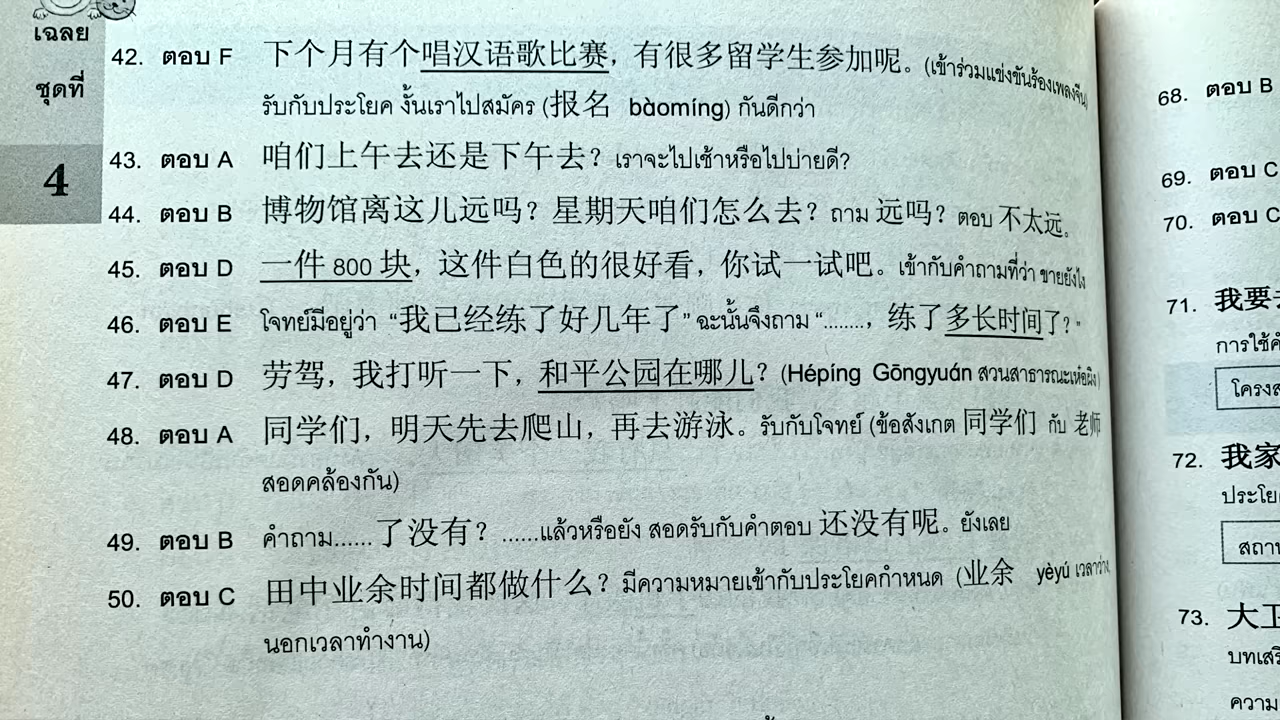 เฉลย
ชุดที่
4
42. ตอบ F 下个月有个唱汉语歌比赛，有很多留学生参加呢。(เข้าร่วมแข่งขันร้องเพลงจีน)
รับกับประโยค งั้นเราไปสมัคร (报名 bàomíng) กันดีกว่า
43. ตอบ A 咱们上午去还是下午去？เราจะไปเช้าหรือไปบ่ายดี?
44. ตอบ B 博物馆离这儿远吗？星期天咱们怎么去？ถาม 远吗？ตอบ 不太远。
45. ตอบ D 一件 800 块，这件白色的很好看，你试一试吧。เข้ากับคำถามที่ว่า ขายยังไง
46. ตอบ E โจทย์มีอยู่ว่า “我已经练了好几年了” ฉะนั้นจึงถาม “........，练了多长时间了？”
47. ตอบ D 劳驾，我打听一下，和平公园在哪儿？(Hépíng Gōngyuán สวนสาธารณะเหอผิง)
48. ตอบ A 同学们，明天先去爬山，再去游泳。รับกับโจทย์ (ข้อสังเกต 同学们 กับ 老师
สอดคล้องกัน)
49. ตอบ B คำถาม......了没有？......แล้วหรือยัง สอดรับกับคำตอบ 还没有呢。ยังเลย
50. ตอบ C 田中业余时间都做什么？มีความหมายเข้ากับประโยคกำหนด (业余 yèyú เวลาว่าง,
นอกเวลาทำงาน)
68. ตอบ B
69. ตอบ C
70. ตอบ C
71. 我要
การใช้
72. 我家
73. 大卫
ความ